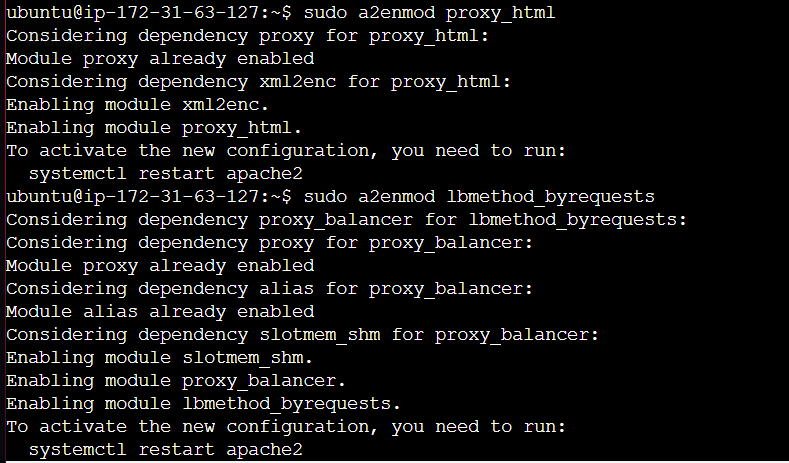 ubuntu@ip-172-31-63-127:~$ sudo a2enmod proxy_html
Considering dependency proxy for proxy_html:
Module proxy already enabled
Considering dependency xml2enc for proxy_html:
Enabling module xml2enc.
Enabling module proxy_html.
To activate the new configuration, you need to run:
  systemctl restart apache2
ubuntu@ip-172-31-63-127:~$ sudo a2enmod lbmethod_byrequests
Considering dependency proxy_balancer for lbmethod_byrequests:
Considering dependency proxy for proxy_balancer:
Module proxy already enabled
Considering dependency alias for proxy_balancer:
Module alias already enabled
Considering dependency slotmem_shm for proxy_balancer:
Enabling module slotmem_shm.
Enabling module proxy_balancer.
Enabling module lbmethod_byrequests.
To activate the new configuration, you need to run:
  systemctl restart apache2